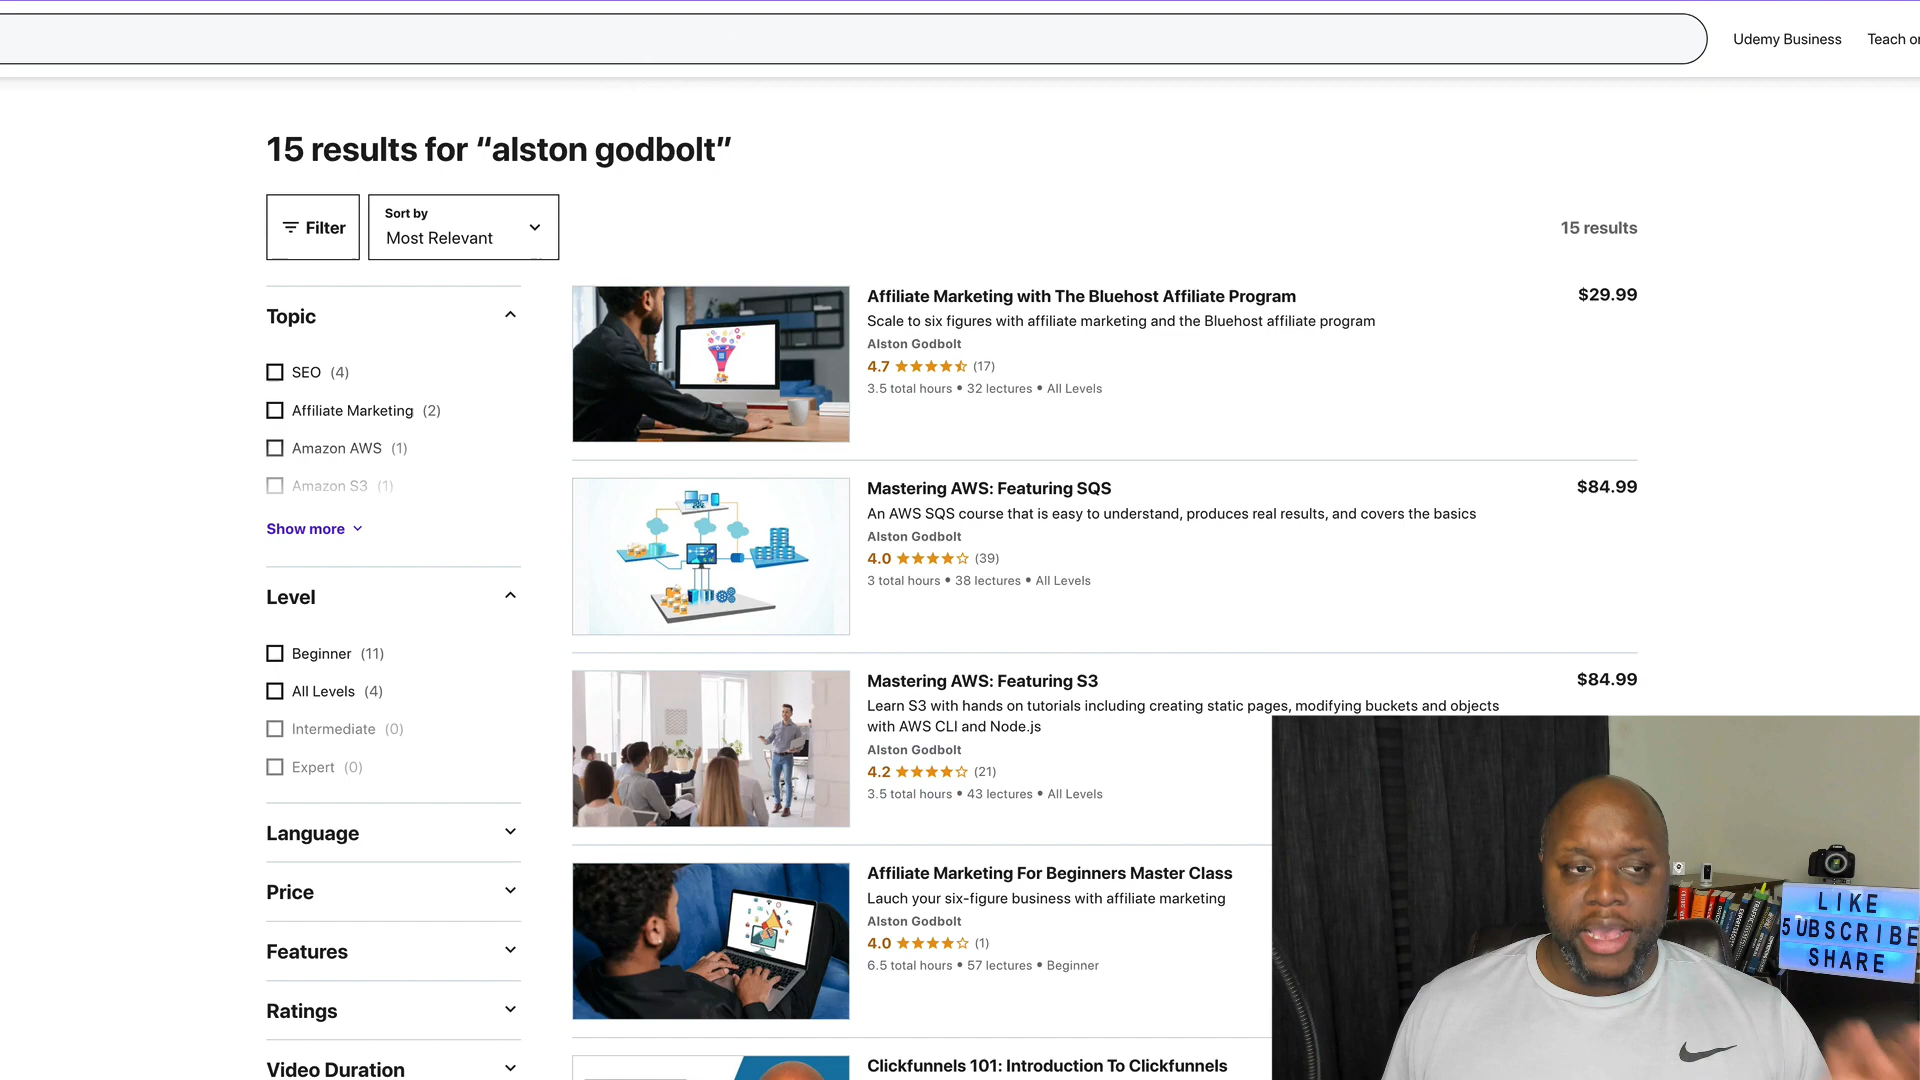 Udemy Business
Teach or
15 results for “alston godbolt”
Filter
Sort by
Most Relevant
15 results
Topic
SEO (4)
Affiliate Marketing (2)
Amazon AWS (1)
Amazon S3 (1)
Show more
Level
Beginner (11)
All Levels (4)
Intermediate (0)
Expert (0)
Language
Price
Features
Ratings
Video Duration
Affiliate Marketing with The Bluehost Affiliate Program
$29.99
Scale to six figures with affiliate marketing and the Bluehost affiliate program
Alston Godbolt
4.7 (17)
3.5 total hours • 32 lectures • All Levels
Mastering AWS: Featuring SQS
$84.99
An AWS SQS course that is easy to understand, produces real results, and covers the basics
Alston Godbolt
4.0 (39)
3 total hours • 38 lectures • All Levels
Mastering AWS: Featuring S3
$84.99
Learn S3 with hands on tutorials including creating static pages, modifying buckets and objects
with AWS CLI and Node.js
Alston Godbolt
4.2 (21)
3.5 total hours • 43 lectures • All Levels
Affiliate Marketing For Beginners Master Class
Lauch your six-figure business with affiliate marketing
Alston Godbolt
4.0 (1)
6.5 total hours • 57 lectures • Beginner
Clickfunnels 101: Introduction To Clickfunnels
LIKE
5UBSCRIBE
SHARE